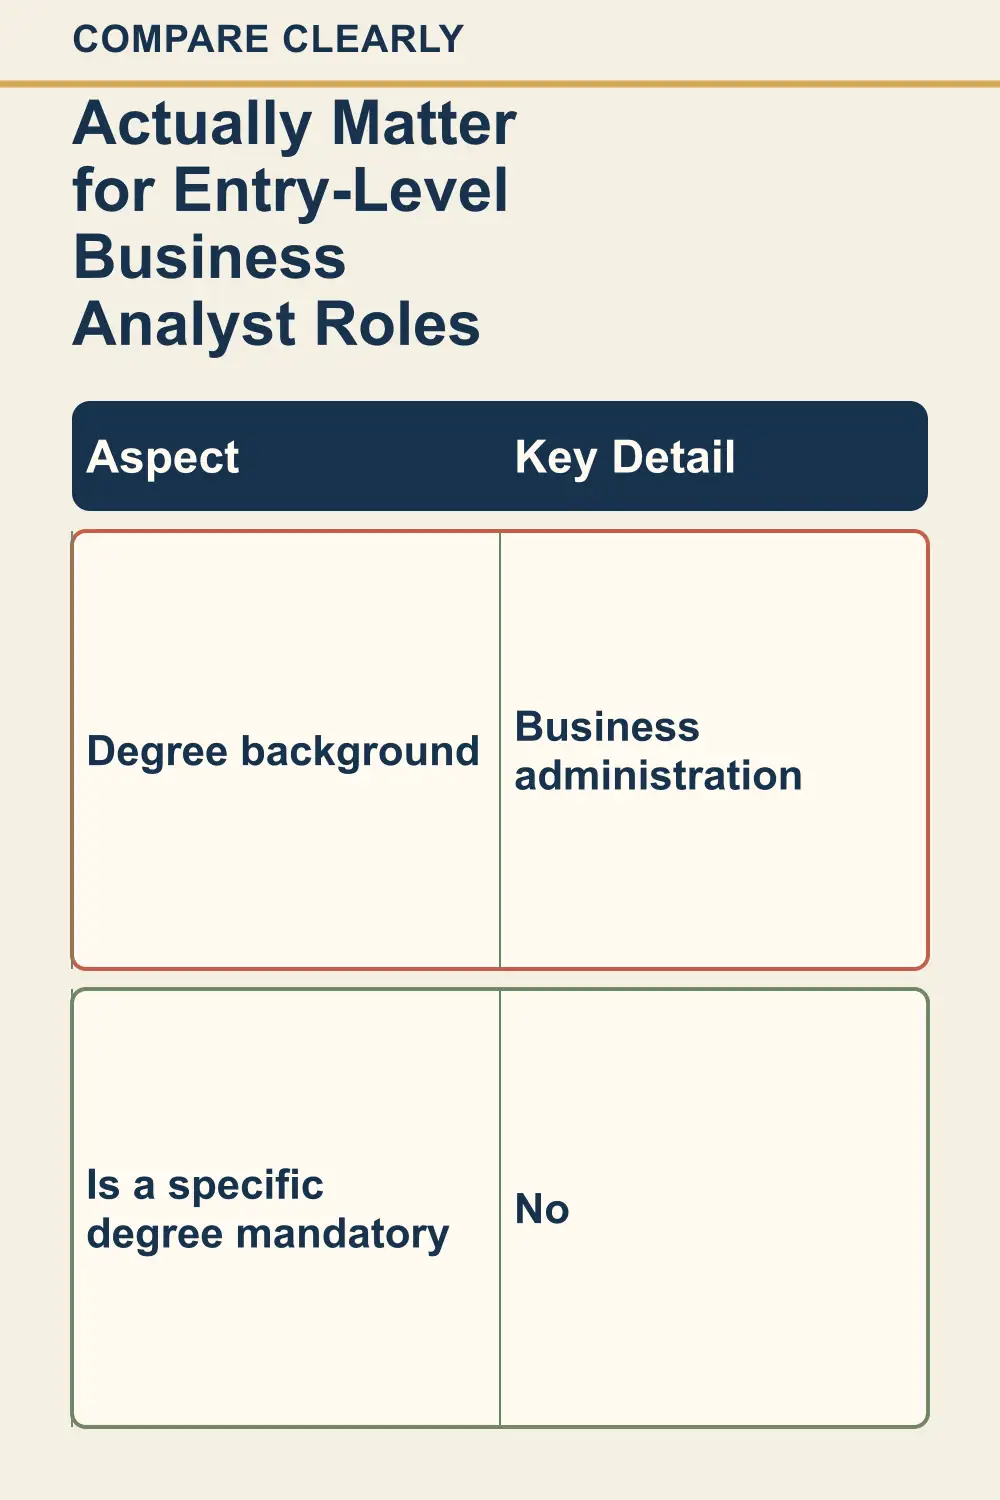 COMPARE CLEARLY
Actually Matter
for Entry-Level
Business
Analyst Roles
Aspect
Key Detail
Degree background
Business
administration
Is a specific
degree mandatory
No